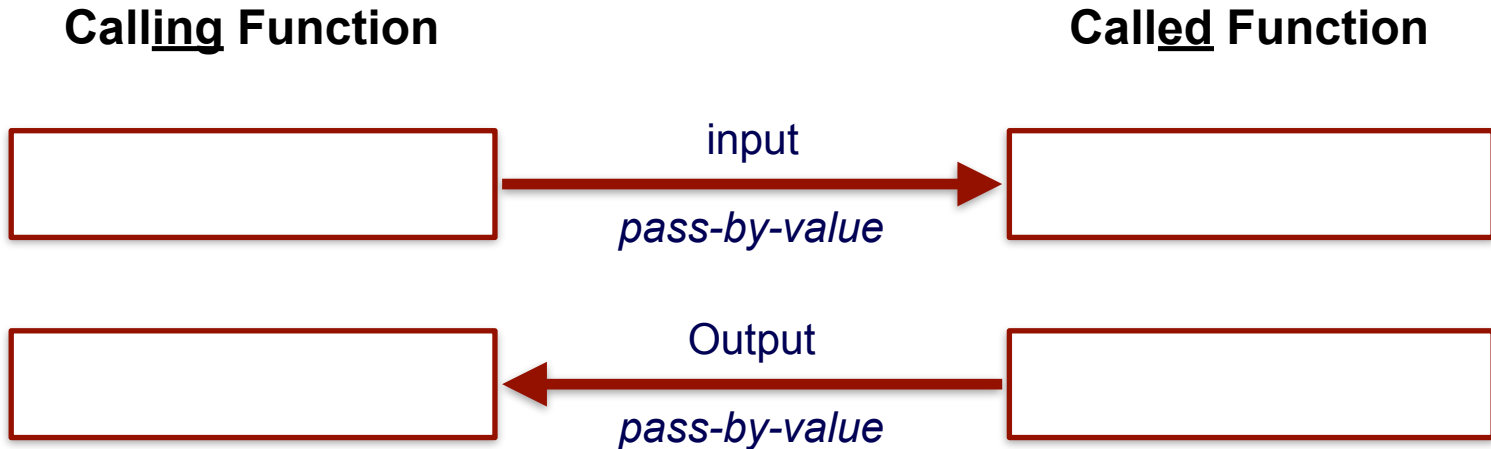 Calling Function
Called Function
input
pass-by-value
Output
pass-by-value